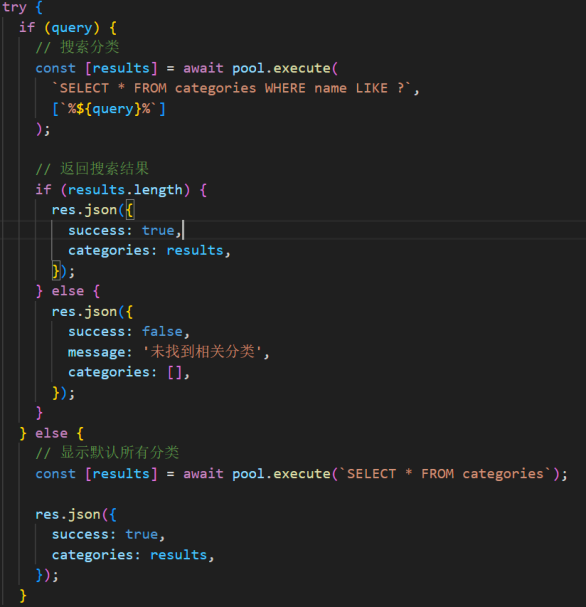 try {
  if (query) {
    // 搜索分类
    const [results] = await pool.execute(
      `SELECT * FROM categories WHERE name LIKE ?`,
      [`%${query}%`]
    );

    // 返回搜索结果
    if (results.length) {
      res.json({
        success: true,
        categories: results,
      });
    } else {
      res.json({
        success: false,
        message: '未找到相关分类',
        categories: [],
      });
    }
  } else {
    // 显示默认所有分类
    const [results] = await pool.execute(`SELECT * FROM categories`);

    res.json({
      success: true,
      categories: results,
    });
  }